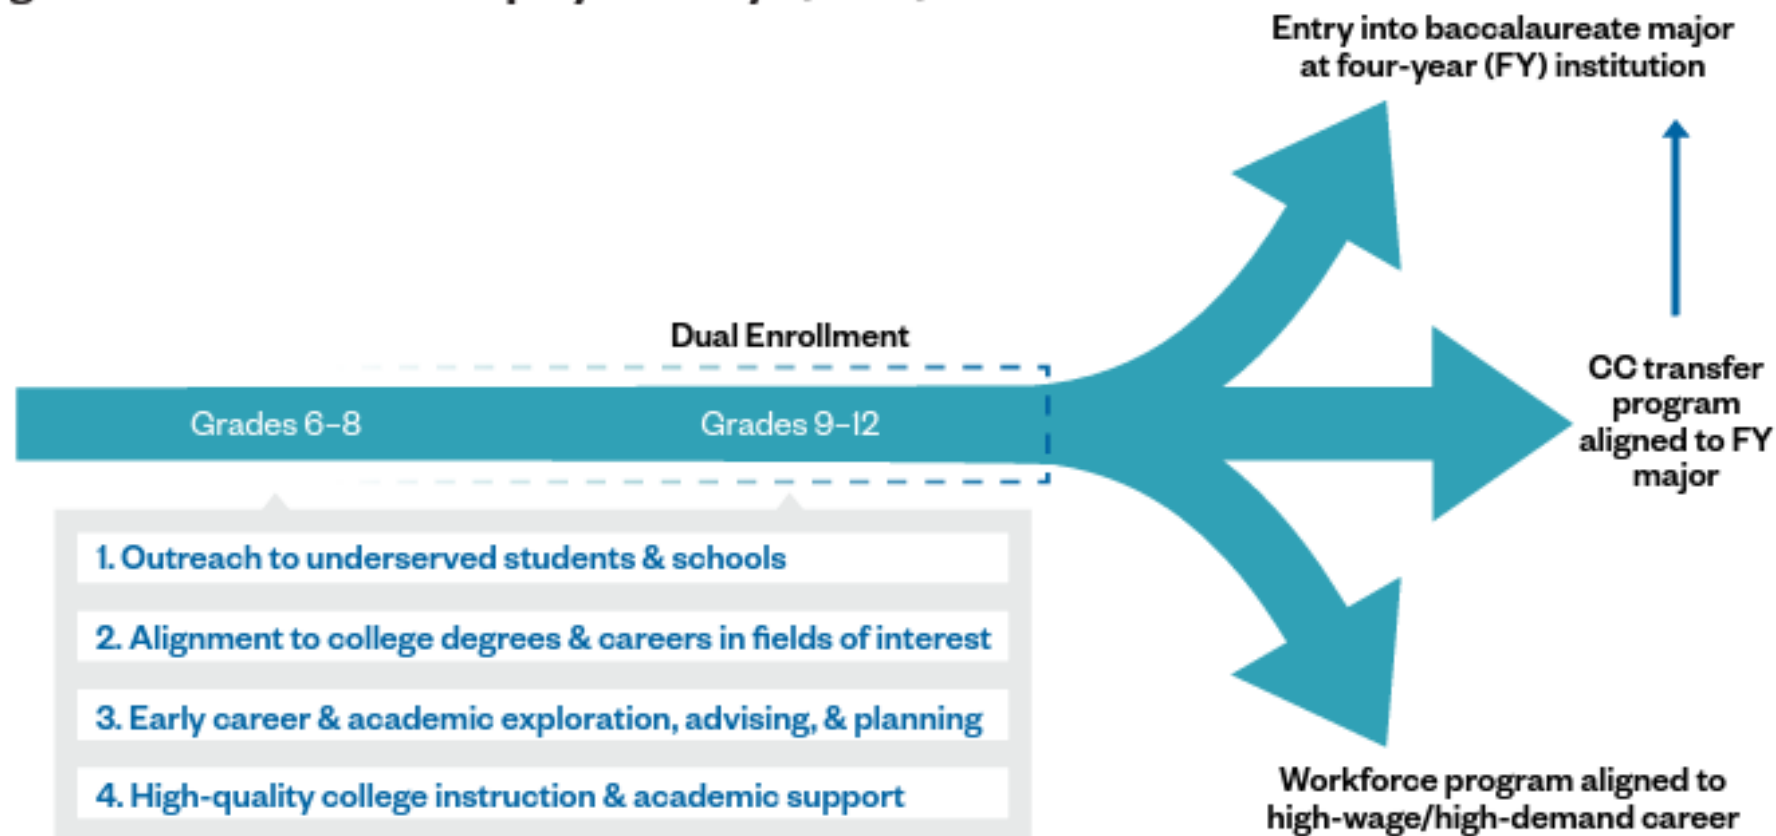 Entry into baccalaureate major
at four-year (FY) institution
Dual Enrollment
Grades 6–8
Grades 9–12
CC transfer
program
aligned to FY
major
1. Outreach to underserved students & schools
2. Alignment to college degrees & careers in fields of interest
3. Early career & academic exploration, advising, & planning
4. High-quality college instruction & academic support
Workforce program aligned to
high-wage/high-demand career